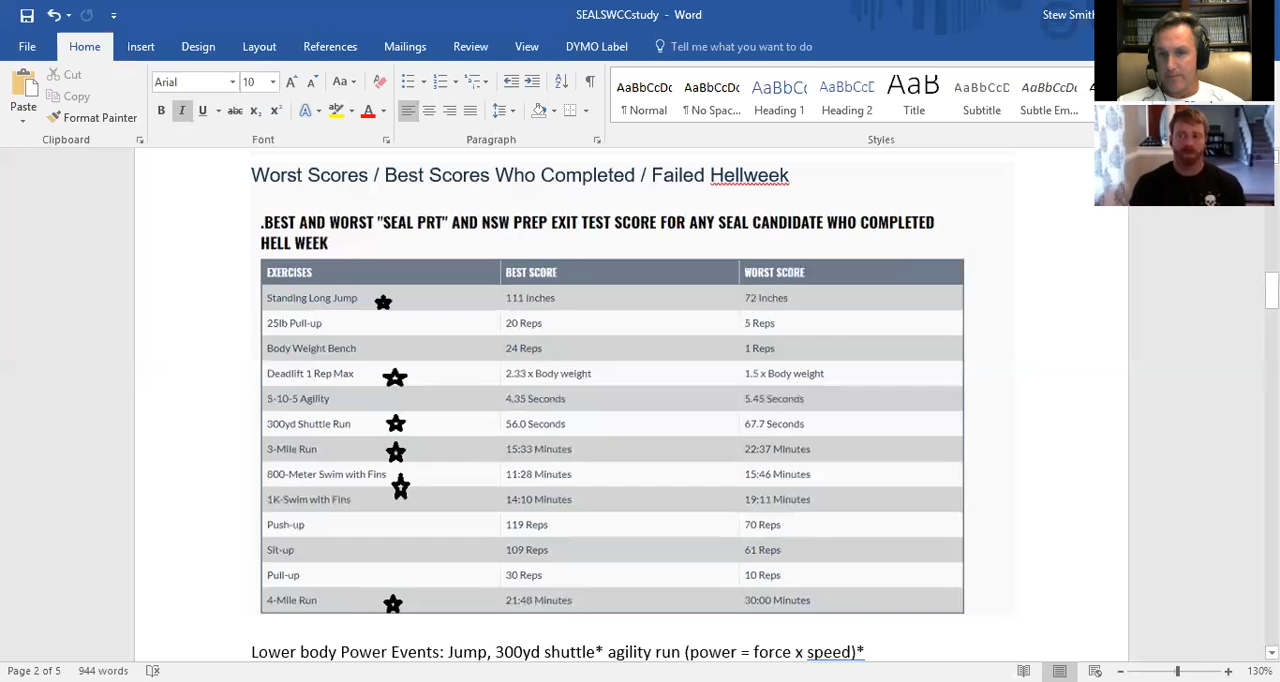 SEALSWCCstudy - Word
Stew Smith
File Home Insert Design Layout References Mailings Review View DYMO Label Tell me what you want to do
Paste
Cut
Copy
Format Painter
Arial 10 Aa
B I U abc X₂ X² A ab A
AaBbCcDc AaBbCcDc AaBbCc AaBbCcC AaB AaBbCcD AaBbCcDc
¶ Normal ¶ No Spac... Heading 1 Heading 2 Title Subtitle Subtle Em...
Clipboard Font Paragraph Styles
Worst Scores / Best Scores Who Completed / Failed Hellweek
.BEST AND WORST "SEAL PRT" AND NSW PREP EXIT TEST SCORE FOR ANY SEAL CANDIDATE WHO COMPLETED
HELL WEEK
EXERCISES BEST SCORE WORST SCORE
Standing Long Jump 111 Inches 72 Inches
25lb Pull-up 20 Reps 5 Reps
Body Weight Bench 24 Reps 1 Reps
Deadlift 1 Rep Max 2.33 x Body weight 1.5 x Body weight
5-10-5 Agility 4.35 Seconds 5.45 Seconds
300yd Shuttle Run 56.0 Seconds 67.7 Seconds
3-Mile Run 15:33 Minutes 22:37 Minutes
800-Meter Swim with Fins 11:28 Minutes 15:46 Minutes
1K-Swim with Fins 14:10 Minutes 19:11 Minutes
Push-up 119 Reps 70 Reps
Sit-up 109 Reps 61 Reps
Pull-up 30 Reps 10 Reps
4-Mile Run 21:48 Minutes 30:00 Minutes
Lower body Power Events: Jump, 300yd shuttle* agility run (power = force x speed)*
Page 2 of 5 944 words 130%